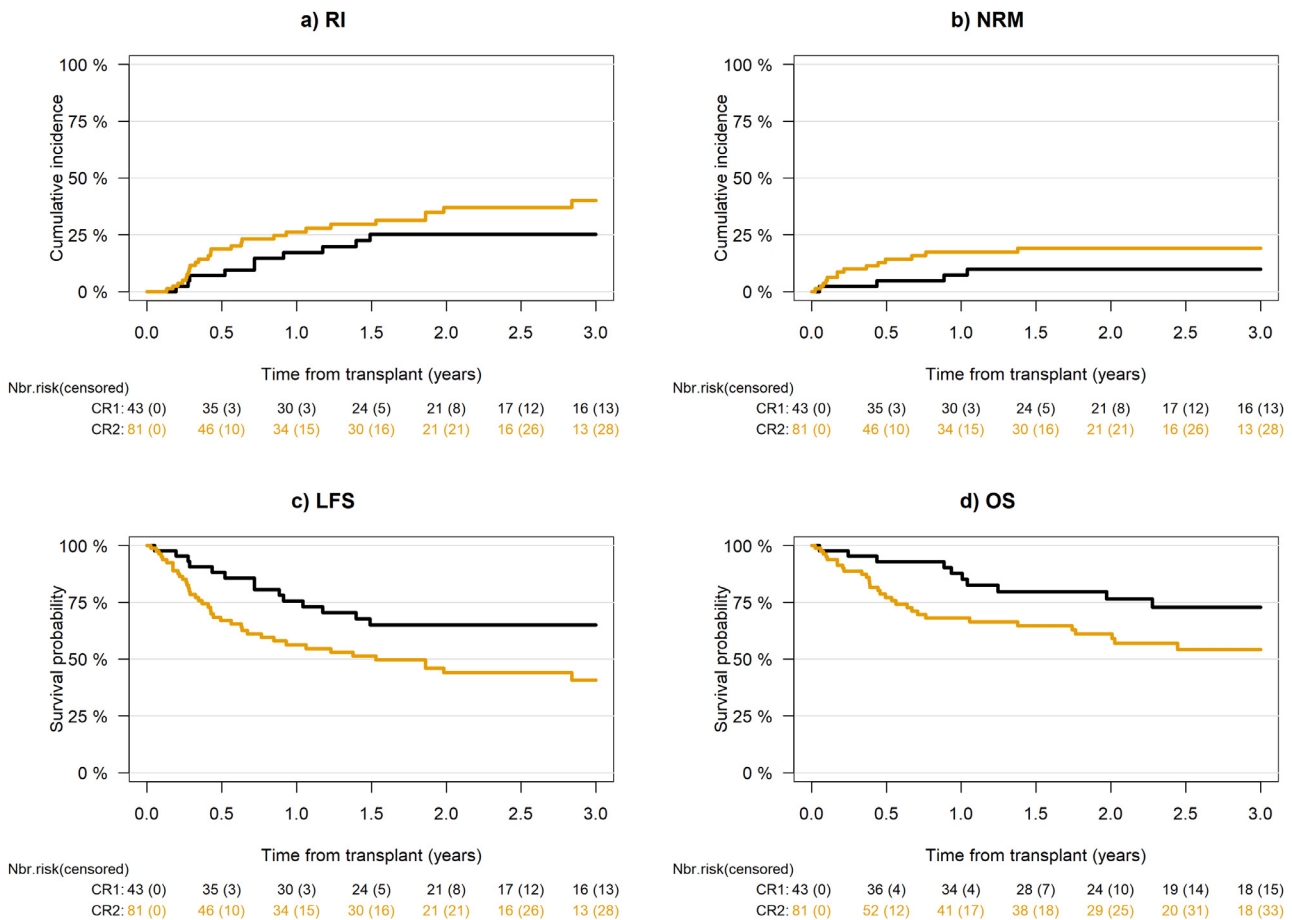 a) RI
100 %
75 %
50 %
25 %
0 %
Cumulative incidence
0.0 0.5 1.0 1.5 2.0 2.5 3.0
Time from transplant (years)
Nbr.risk(censored)
CR1: 43 (0) 35 (3) 30 (3) 24 (5) 21 (8) 17 (12) 16 (13)
CR2: 81 (0) 46 (10) 34 (15) 30 (16) 21 (21) 16 (26) 13 (28)
b) NRM
100 %
75 %
50 %
25 %
0 %
Cumulative incidence
0.0 0.5 1.0 1.5 2.0 2.5 3.0
Time from transplant (years)
Nbr.risk(censored)
CR1: 43 (0) 35 (3) 30 (3) 24 (5) 21 (8) 17 (12) 16 (13)
CR2: 81 (0) 46 (10) 34 (15) 30 (16) 21 (21) 16 (26) 13 (28)
c) LFS
100 %
75 %
50 %
25 %
0 %
Survival probability
0.0 0.5 1.0 1.5 2.0 2.5 3.0
Time from transplant (years)
Nbr.risk(censored)
CR1: 43 (0) 35 (3) 30 (3) 24 (5) 21 (8) 17 (12) 16 (13)
CR2: 81 (0) 46 (10) 34 (15) 30 (16) 21 (21) 16 (26) 13 (28)
d) OS
100 %
75 %
50 %
25 %
0 %
Survival probability
0.0 0.5 1.0 1.5 2.0 2.5 3.0
Time from transplant (years)
Nbr.risk(censored)
CR1: 43 (0) 36 (4) 34 (4) 28 (7) 24 (10) 19 (14) 18 (15)
CR2: 81 (0) 52 (12) 41 (17) 38 (18) 29 (25) 20 (31) 18 (33)